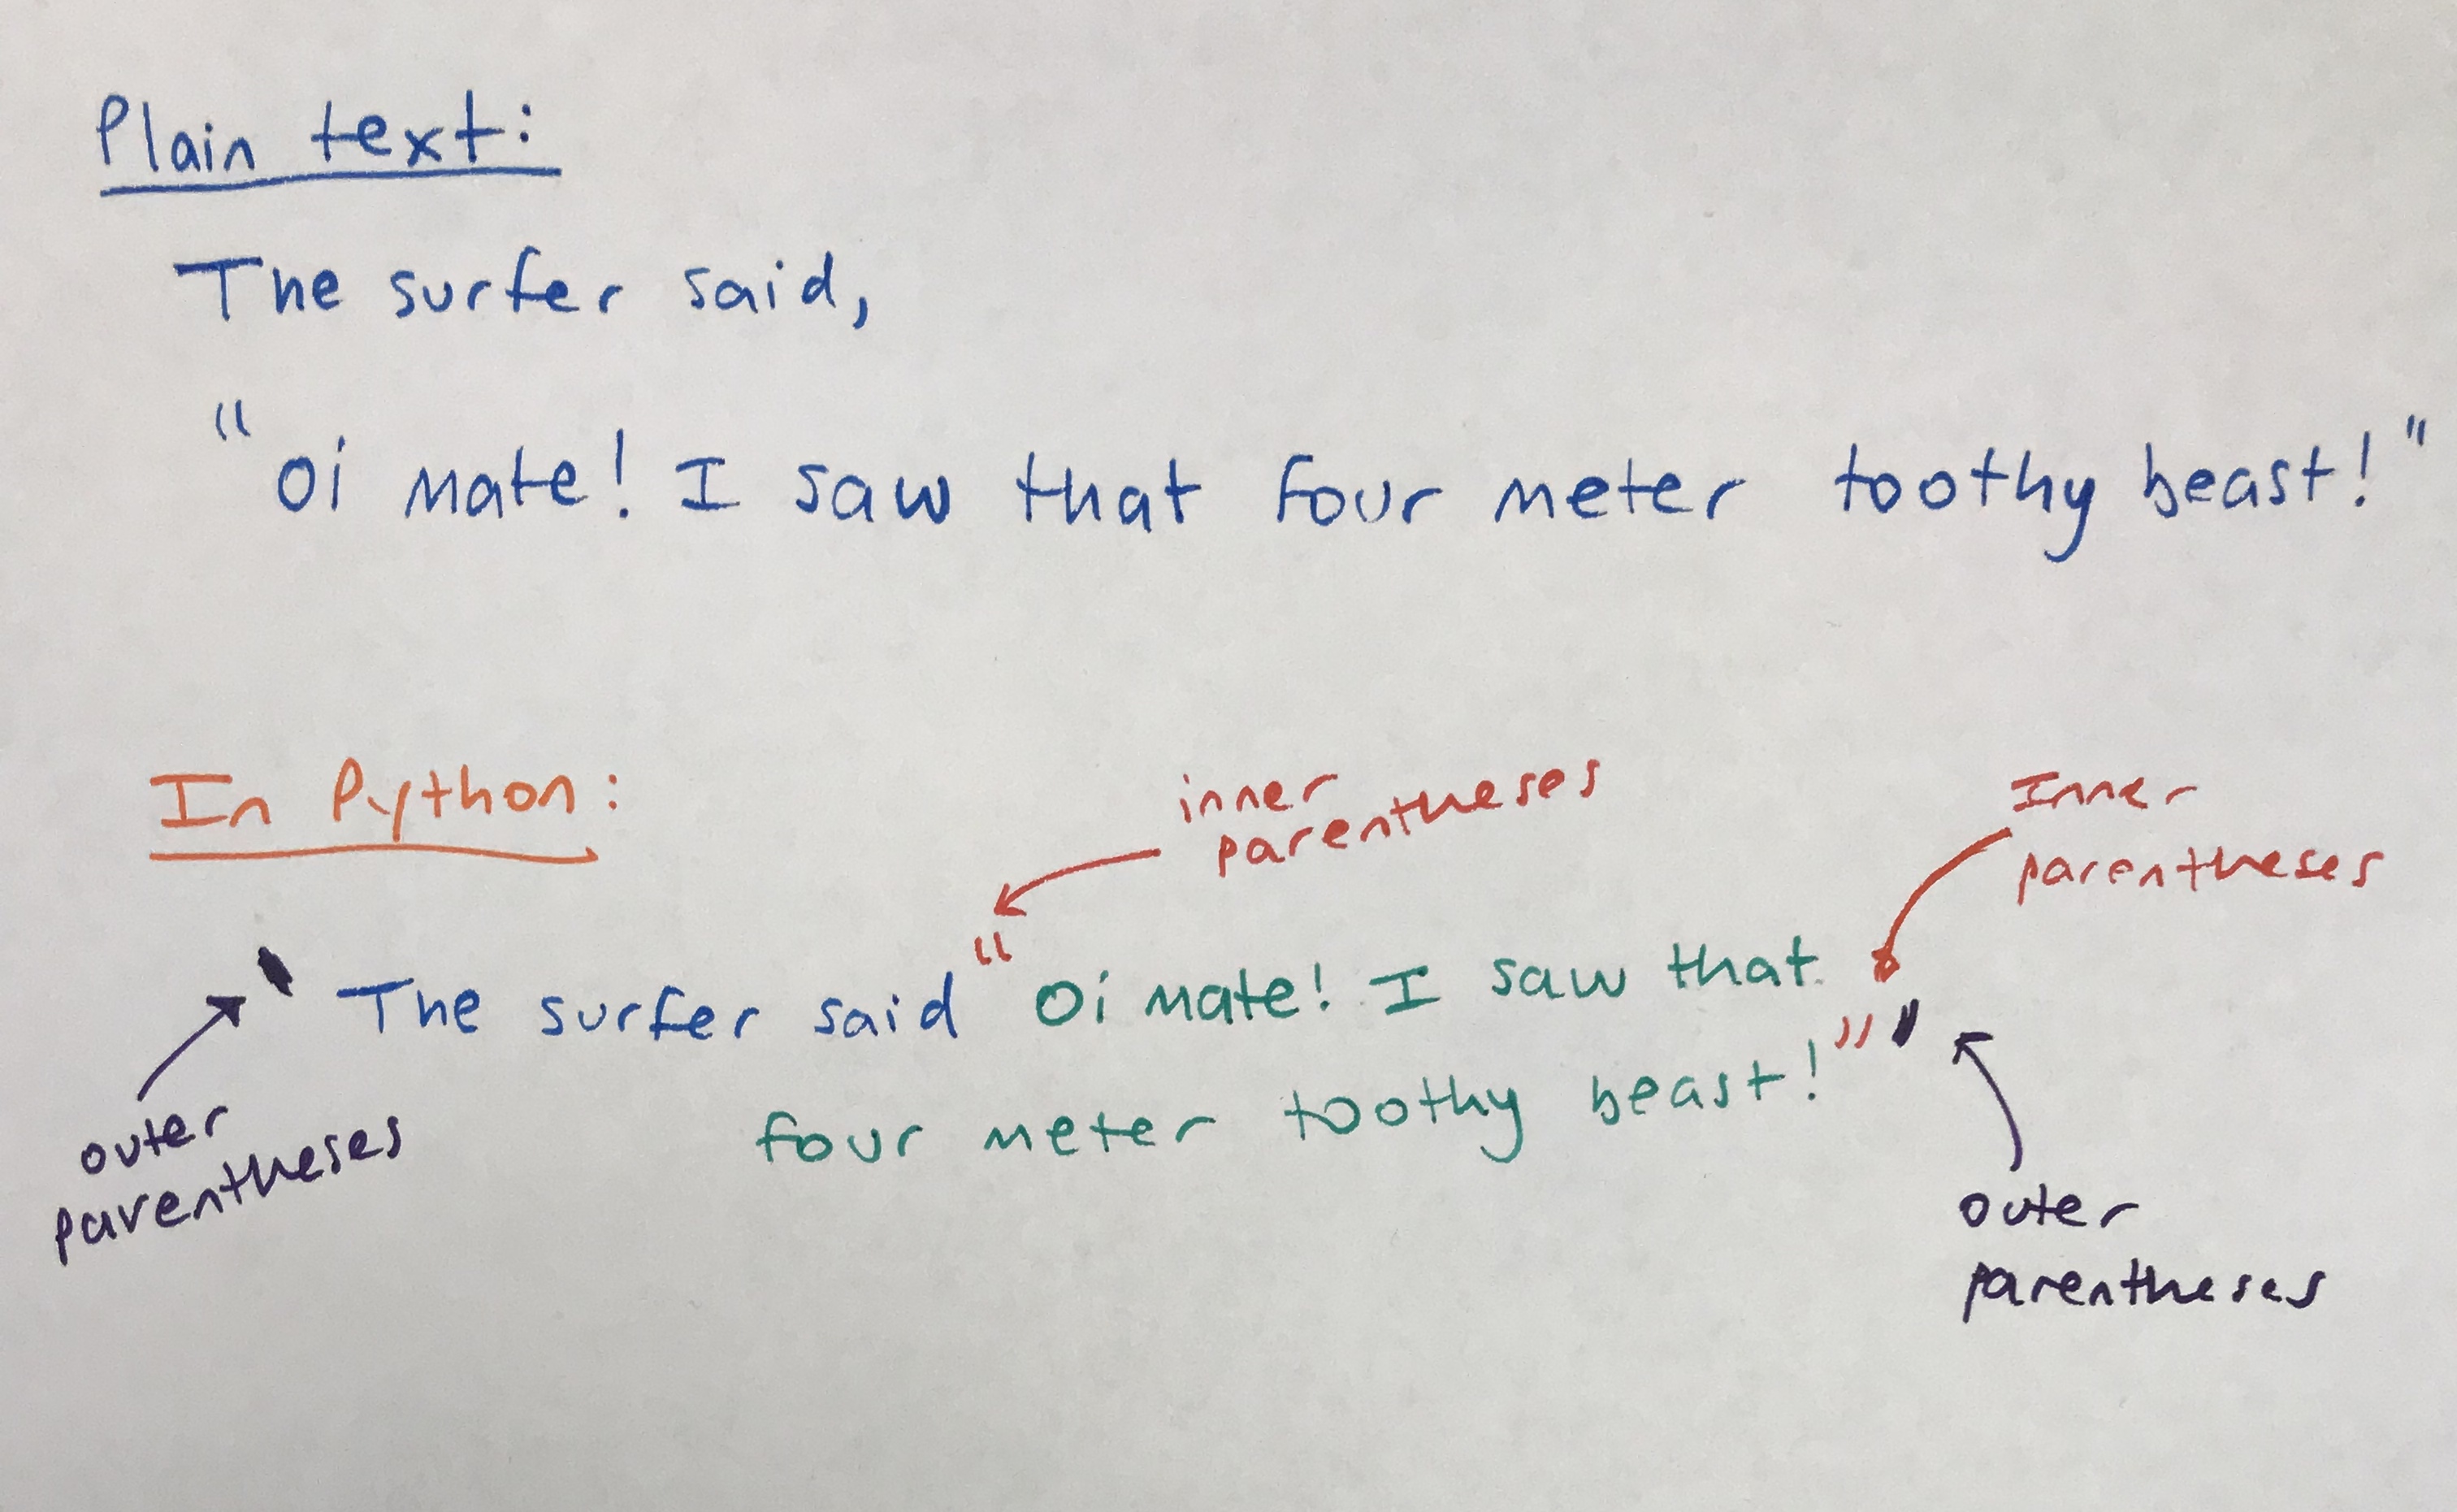 Plain text:
The surfer said,
"Oi mate! I saw that four meter toothy beast!"
In Python:
inner
parentheses
Inner
parentheses
' The surfer said "Oi mate! I saw that
four meter toothy beast!" '
outer
parentheses
outer
parentheses